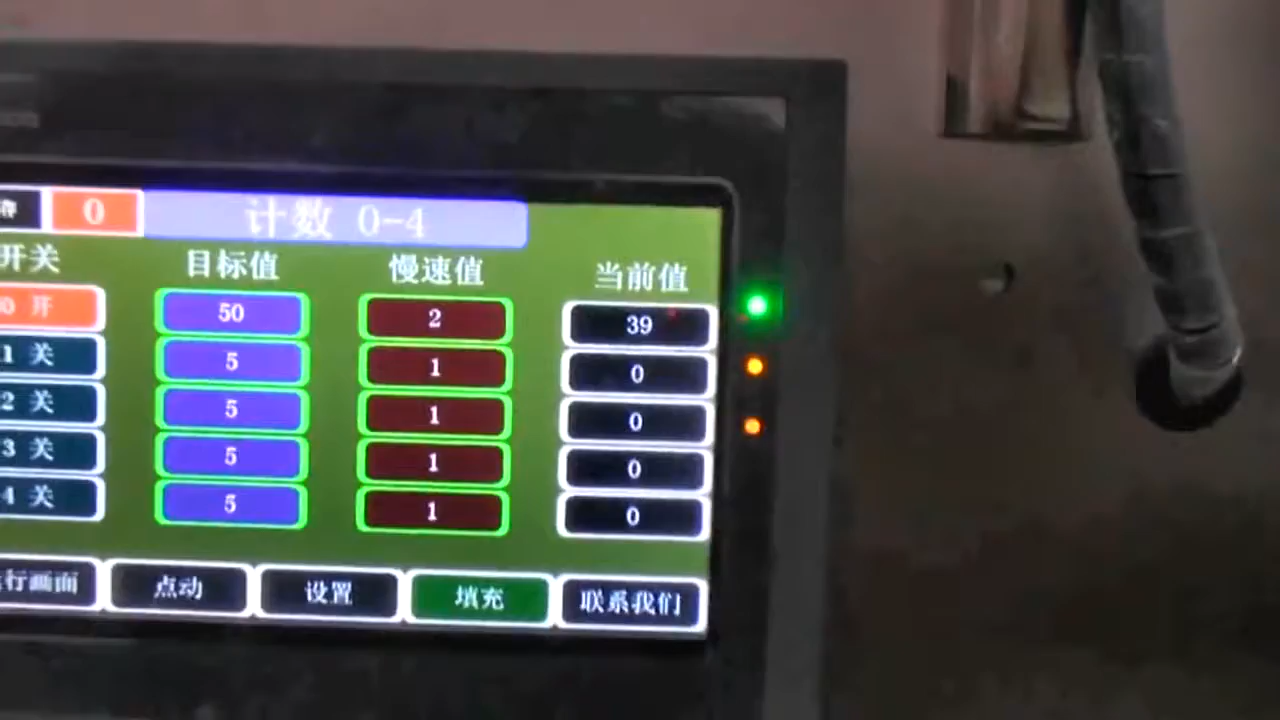 0 计数 0-4
开关 目标值 慢速值 当前值
0 开 50 2 39
1 关 5 1 0
2 关 5 1 0
3 关 5 1 0
4 关 5 1 0
行画面 点动 设置 填充 联系我们